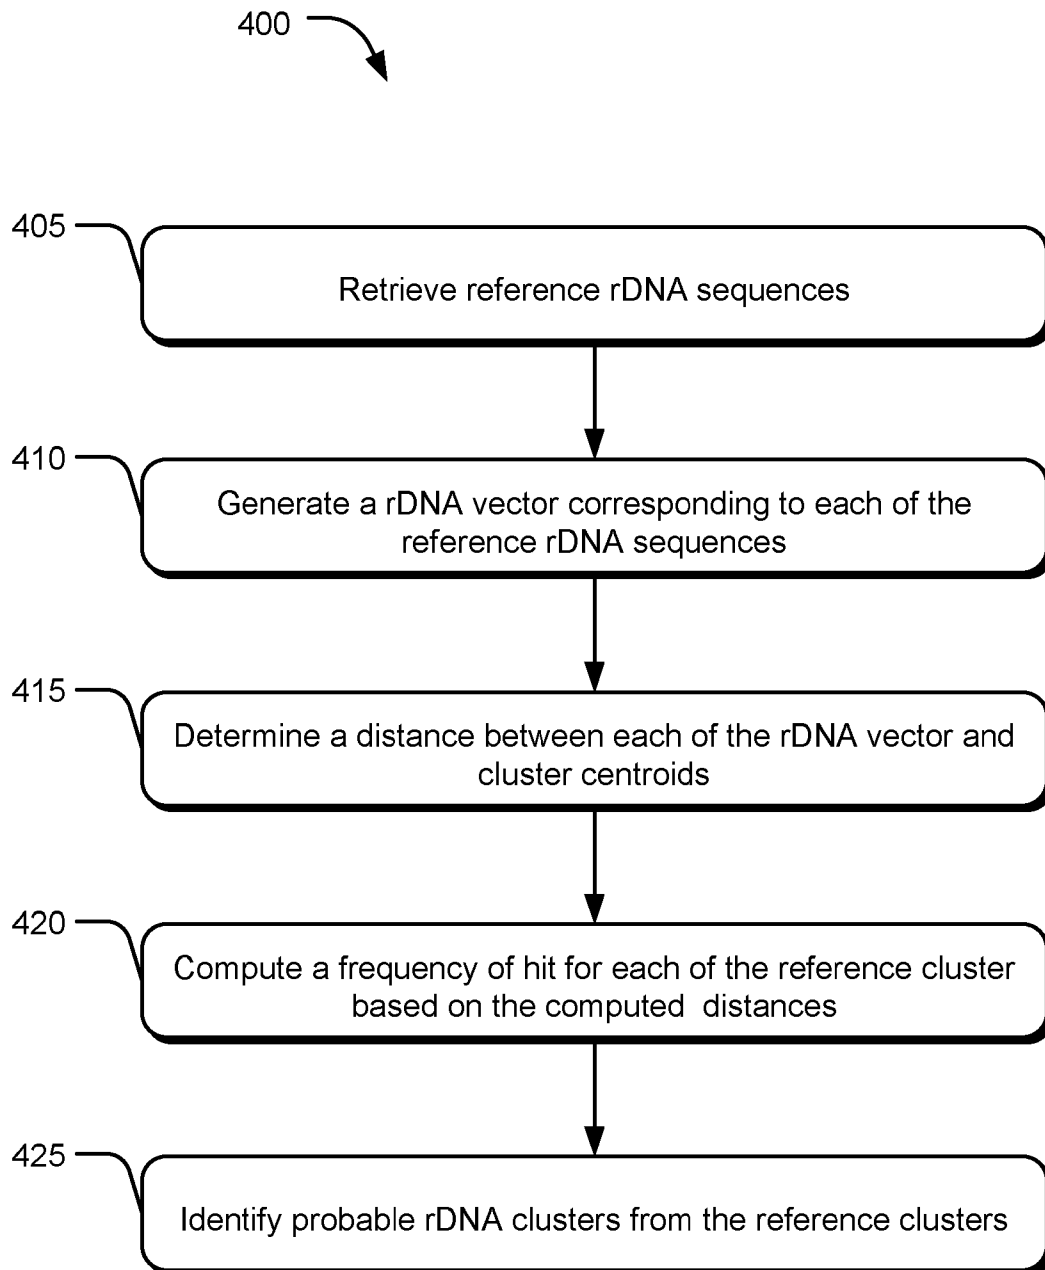 400
405
Retrieve reference rDNA sequences
410
Generate a rDNA vector corresponding to each of the
reference rDNA sequences
415
Determine a distance between each of the rDNA vector and
cluster centroids
420
Compute a frequency of hit for each of the reference cluster
based on the computed distances
425
Identify probable rDNA clusters from the reference clusters